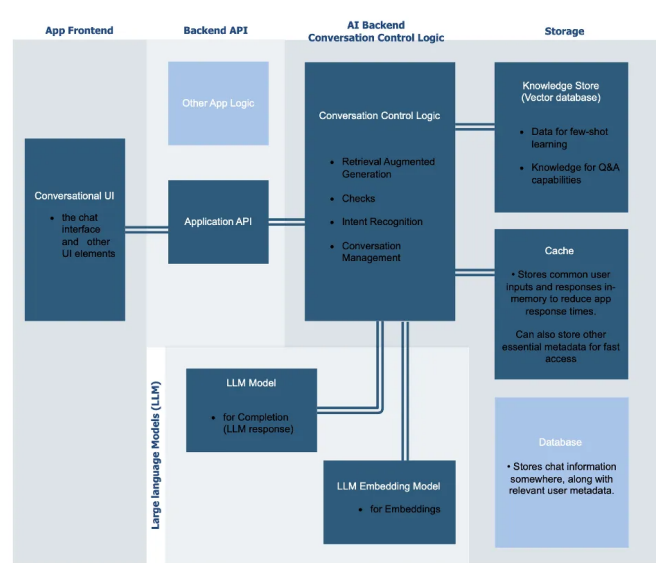 App Frontend
Backend API
AI Backend
Conversation Control Logic
Storage
Other App Logic
Conversational UI
• the chat
interface
and other
UI elements
Application API
Conversation Control Logic
• Retrieval Augmented
Generation
• Checks
• Intent Recognition
• Conversation
Management
Knowledge Store
(Vector database)
• Data for few-shot
learning
• Knowledge for Q&A
capabilities
Cache
• Stores common user
inputs and responses in-
memory to reduce app
response times.
Can also store other
essential metadata for fast
access
Large language Models (LLM)
LLM Model
• for Completion
(LLM response)
LLM Embedding Model
• for Embeddings
Database
• Stores chat information
somewhere, along with
relevant user metadata.